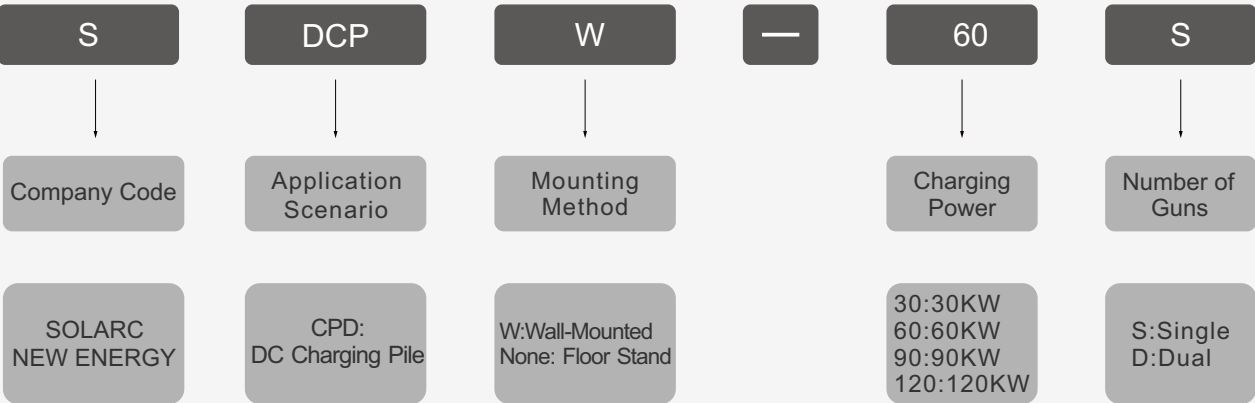 S DCP W — 60 S
Company Code
Application
Scenario
Mounting
Method
Charging
Power
Number of
Guns
SOLARC
NEW ENERGY
CPD:
DC Charging Pile
W:Wall-Mounted
None: Floor Stand
30:30KW
60:60KW
90:90KW
120:120KW
S:Single
D:Dual